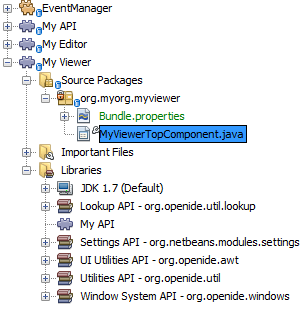 EventManager
My API
My Editor
My Viewer
Source Packages
org.myorg.myviewer
Bundle.properties
MyViewerTopComponent.java
Important Files
Libraries
JDK 1.7 (Default)
Lookup API - org.openide.util.lookup
My API
Settings API - org.netbeans.modules.settings
UI Utilities API - org.openide.awt
Utilities API - org.openide.util
Window System API - org.openide.windows